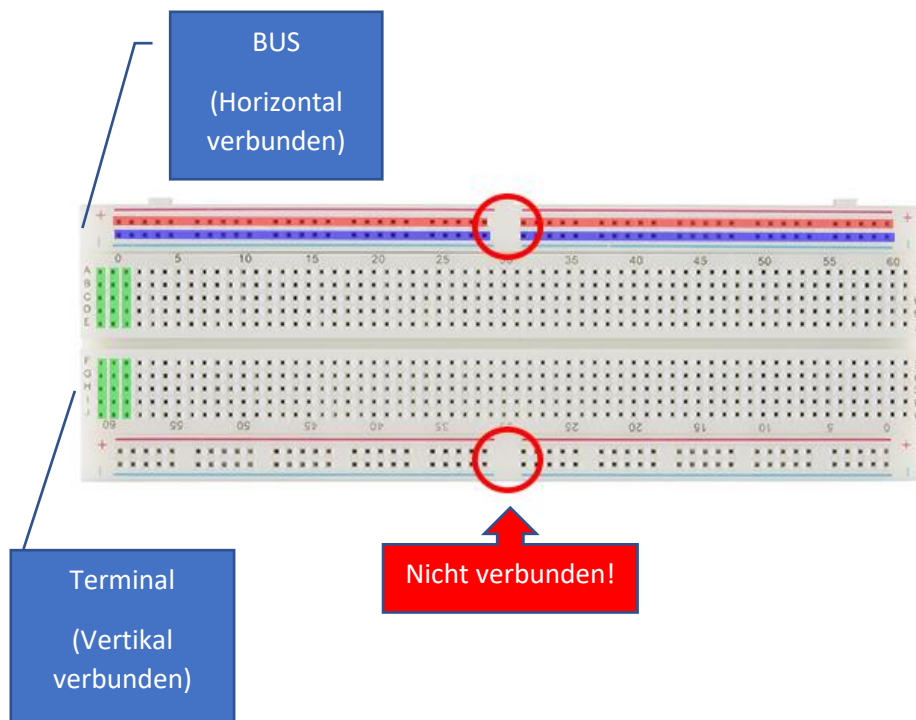 BUS
(Horizontal
verbunden)
+ +
0 5 10 15 20 25 30 35 40 45 50 55 60
A
B
C
D
E
F
G
H
I
J
60 55 50 45 40 35 25 20 15 10 5 0
+ +
Nicht verbunden!
Terminal
(Vertikal
verbunden)